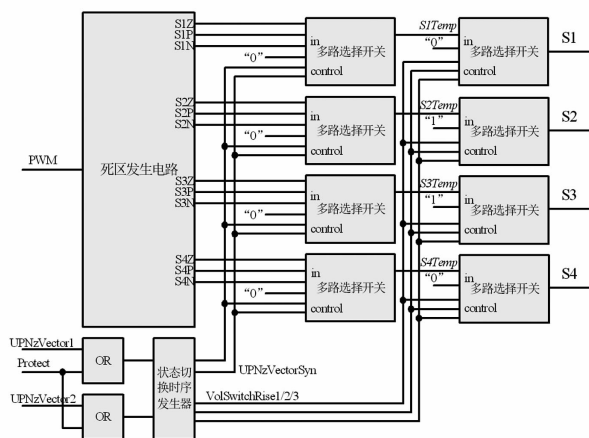 S1Z
S1P
S1N
“0”
in
多路选择开关
control
S1Temp
“0”
in
多路选择开关
control
S1
S2Z
S2P
S2N
“0”
in
多路选择开关
control
S2Temp
“1”
in
多路选择开关
control
S2
PWM
死区发生电路
S3Z
S3P
S3N
“0”
in
多路选择开关
control
S3Temp
“1”
in
多路选择开关
control
S3
S4Z
S4P
S4N
“0”
in
多路选择开关
control
S4Temp
“0”
in
多路选择开关
control
S4
UPNzVector1
Protect
UPNzVector2
OR
OR
状态切
换时序
发生器
UPNzVectorSyn
VolSwitchRise1/2/3